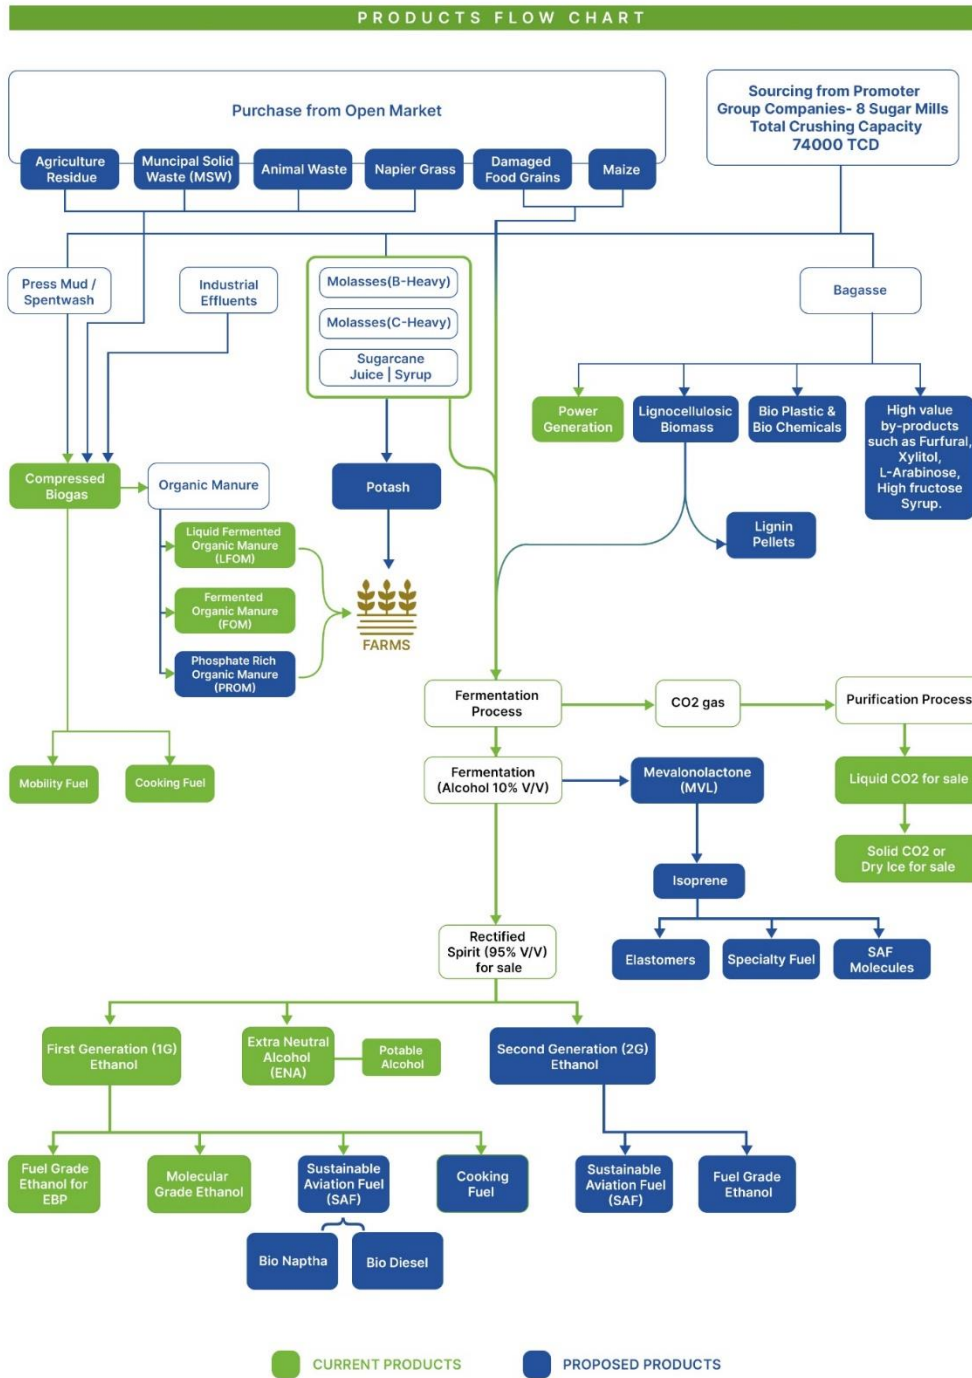 PRODUCTS FLOW CHART
Purchase from Open Market
Sourcing from Promoter
Group Companies- 8 Sugar Mills
Total Crushing Capacity
74000 TCD
Agriculture
Residue
Muncipal Solid
Waste (MSW)
Animal Waste
Napier Grass
Damaged
Food Grains
Maize
Press Mud /
Spentwash
Industrial
Effluents
Molasses(B-Heavy)
Molasses(C-Heavy)
Sugarcane
Juice | Syrup
Bagasse
Power
Generation
Lignocellulosic
Biomass
Bio Plastic &
Bio Chemicals
High value
by-products
such as Furfural,
Xylitol,
L-Arabinose,
High fructose
Syrup.
Compressed
Biogas
Organic Manure
Potash
Lignin
Pellets
Liquid Fermented
Organic Manure
(LFOM)
Fermented
Organic Manure
(FOM)
Phosphate Rich
Organic Manure
(PROM)
FARMS
Fermentation
Process
CO2 gas
Purification Process
Mobility Fuel
Cooking Fuel
Fermentation
(Alcohol 10% V/V)
Mevalonolactone
(MVL)
Liquid CO2 for sale
Isoprene
Solid CO2 or
Dry Ice for sale
Rectified
Spirit (95% V/V)
for sale
Elastomers
Specialty Fuel
SAF
Molecules
First Generation (1G)
Ethanol
Extra Neutral
Alcohol
(ENA)
Potable
Alcohol
Second Generation (2G)
Ethanol
Fuel Grade
Ethanol for
EBP
Molecular
Grade Ethanol
Sustainable
Aviation Fuel
(SAF)
Cooking
Fuel
Sustainable
Aviation Fuel
(SAF)
Fuel Grade
Ethanol
Bio Naptha
Bio Diesel
CURRENT PRODUCTS
PROPOSED PRODUCTS